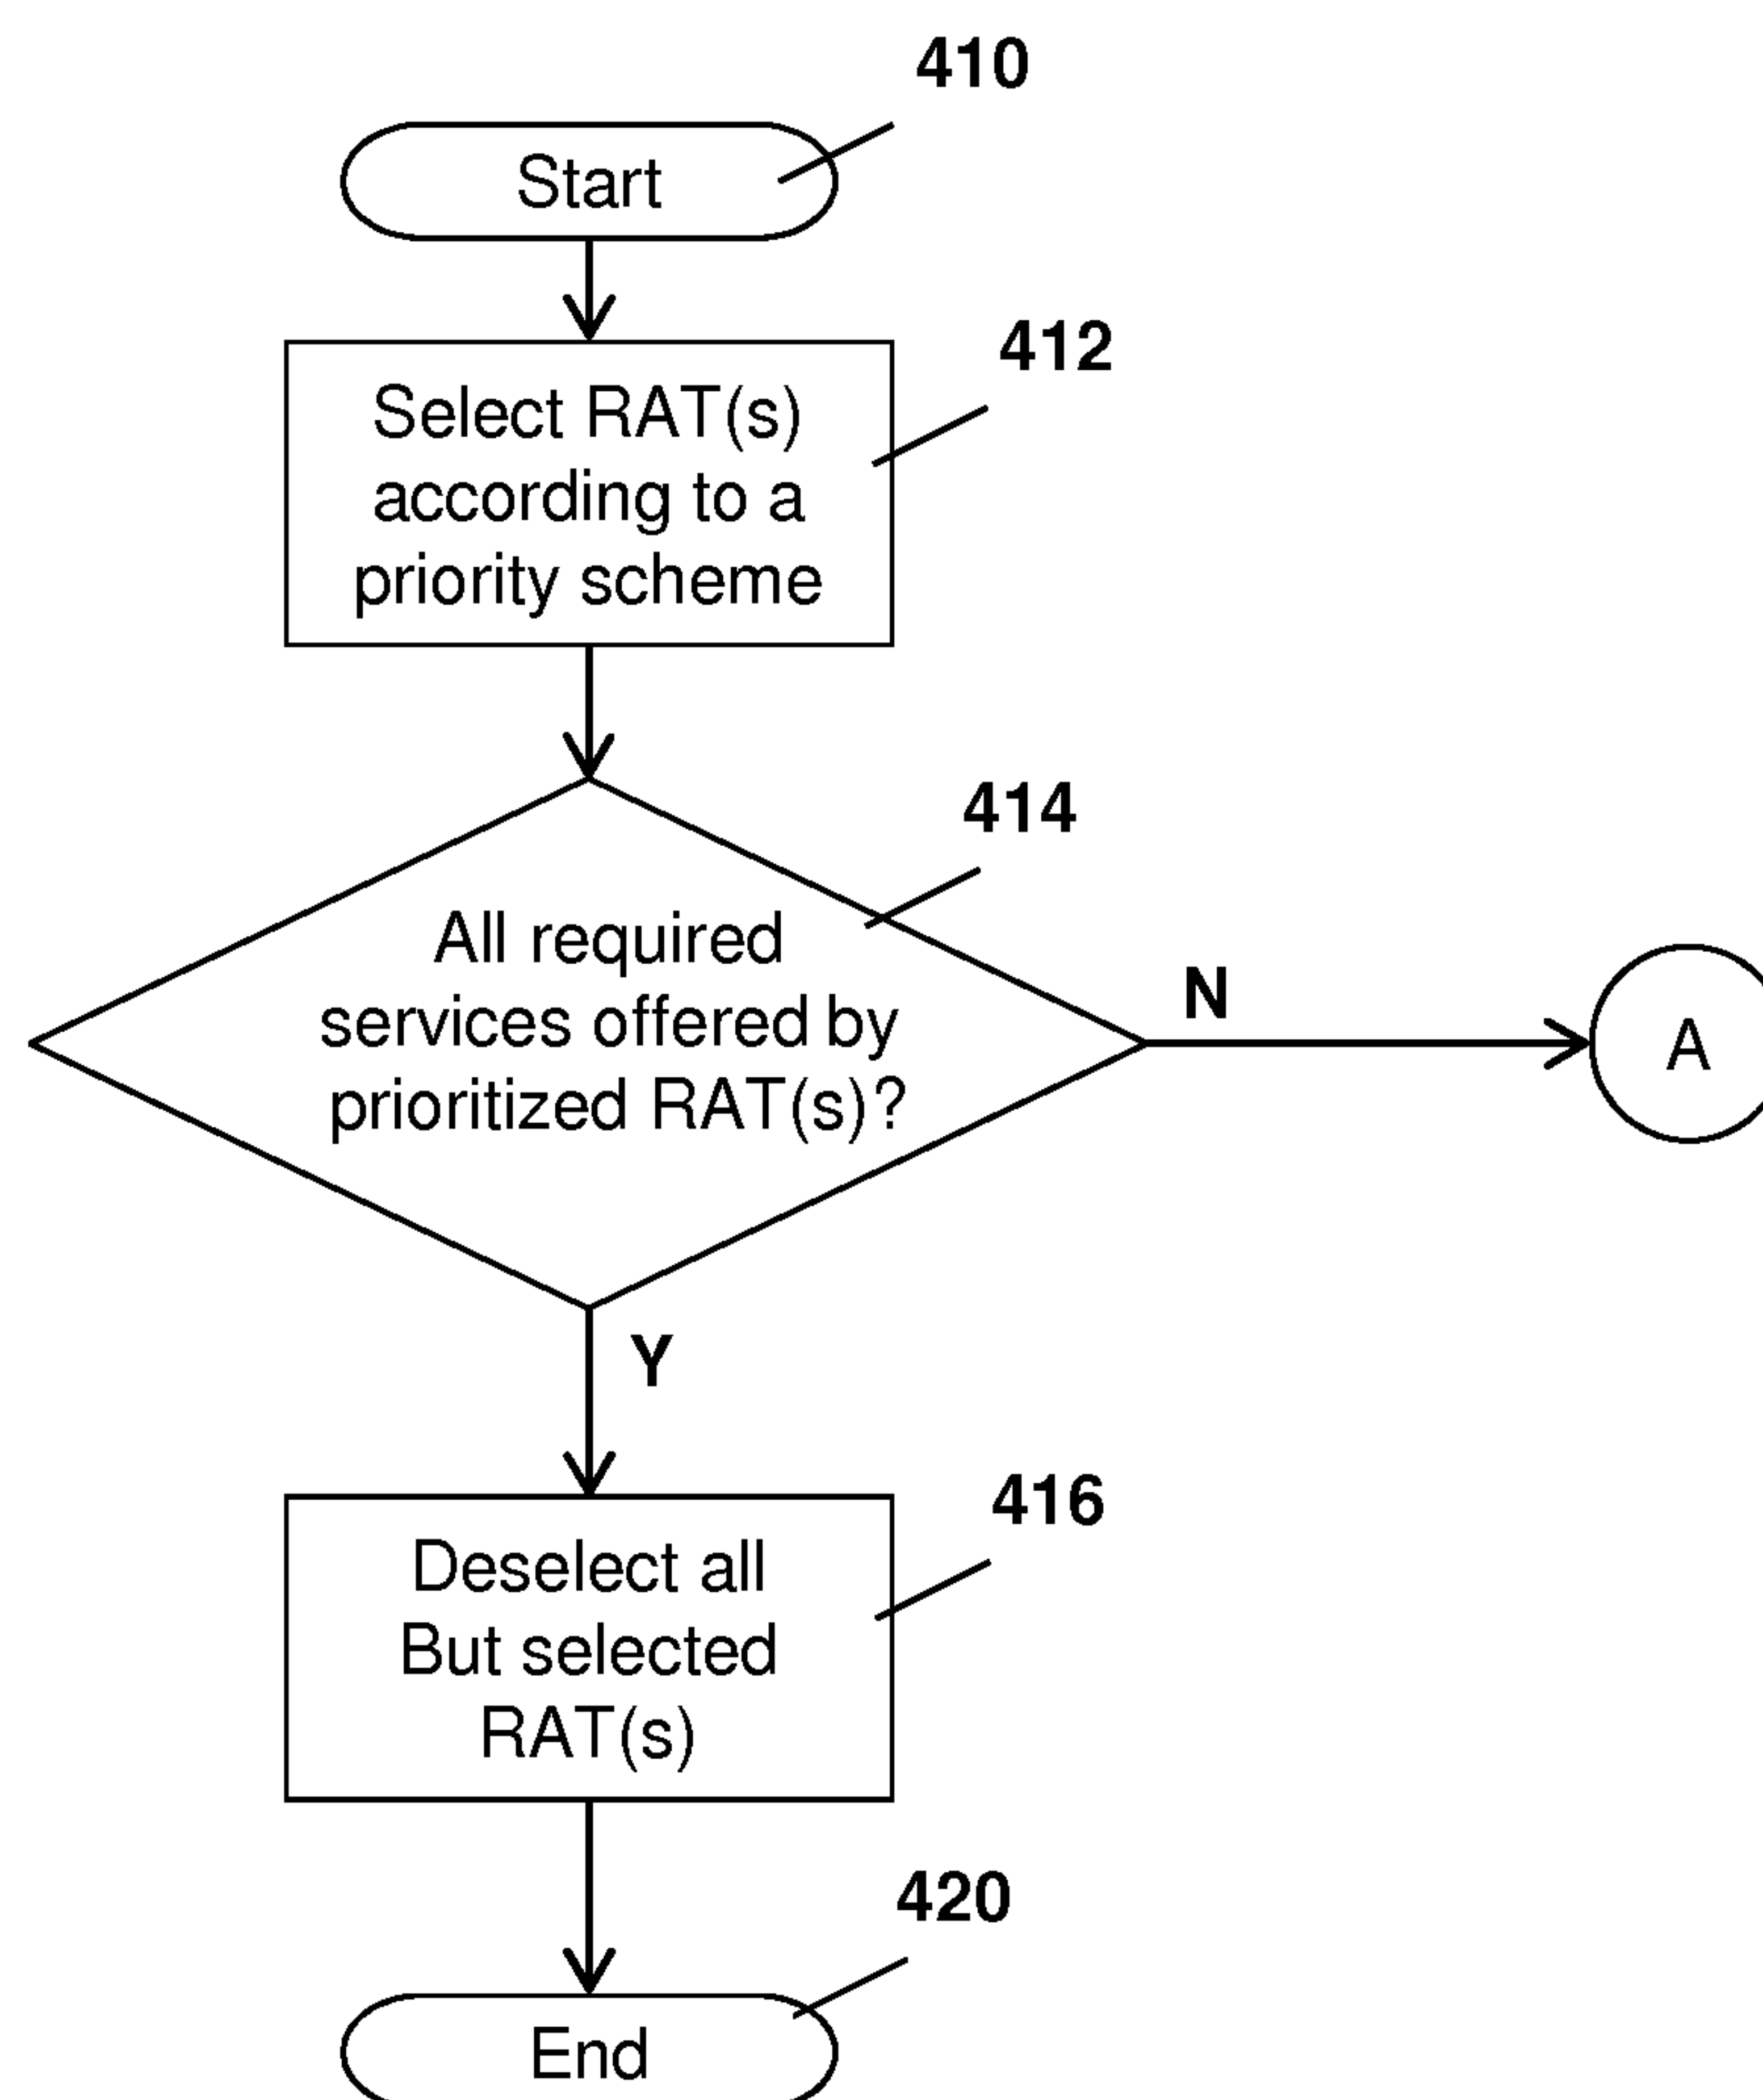 410
Start
412
Select RAT(s)
according to a
priority scheme
414
All required
services offered by
prioritized RAT(s)?
N
A
Y
416
Deselect all
But selected
RAT(s)
420
End